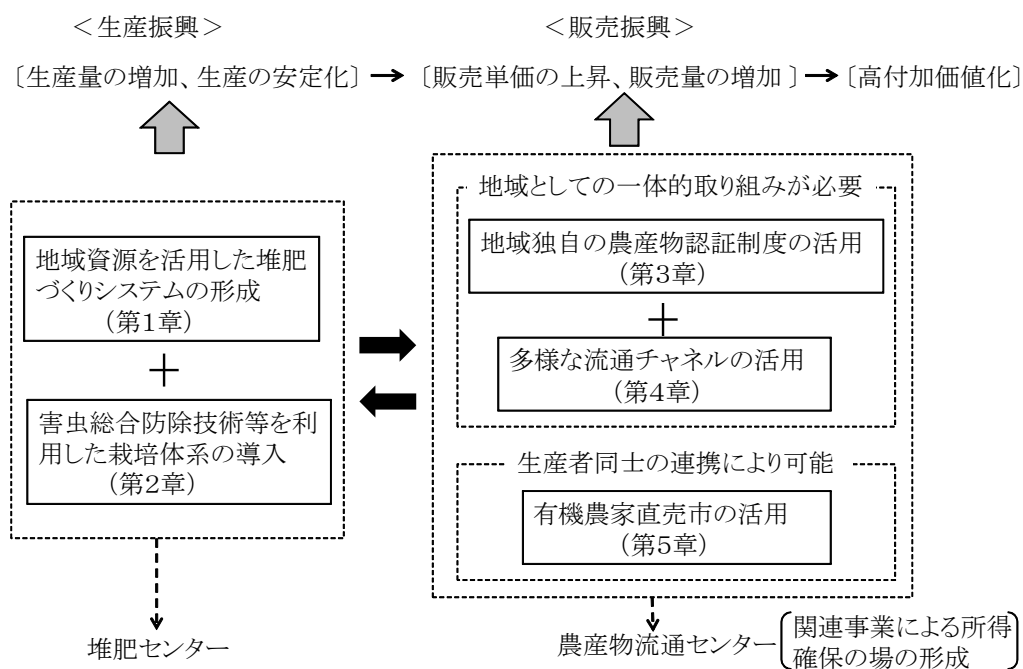 <生産振興>
<販売振興>
〔生産量の増加、生産の安定化〕→〔販売単価の上昇、販売量の増加 〕→〔高付加価値化〕
地域資源を活用した堆肥
づくりシステムの形成
(第1章)
+
害虫総合防除技術等を利
用した栽培体系の導入
(第2章)
地域としての一体的取り組みが必要
地域独自の農産物認証制度の活用
(第3章)
+
多様な流通チャネルの活用
(第4章)
生産者同士の連携により可能
有機農家直売市の活用
(第5章)
堆肥センター
農産物流通センター
関連事業による所得
確保の場の形成